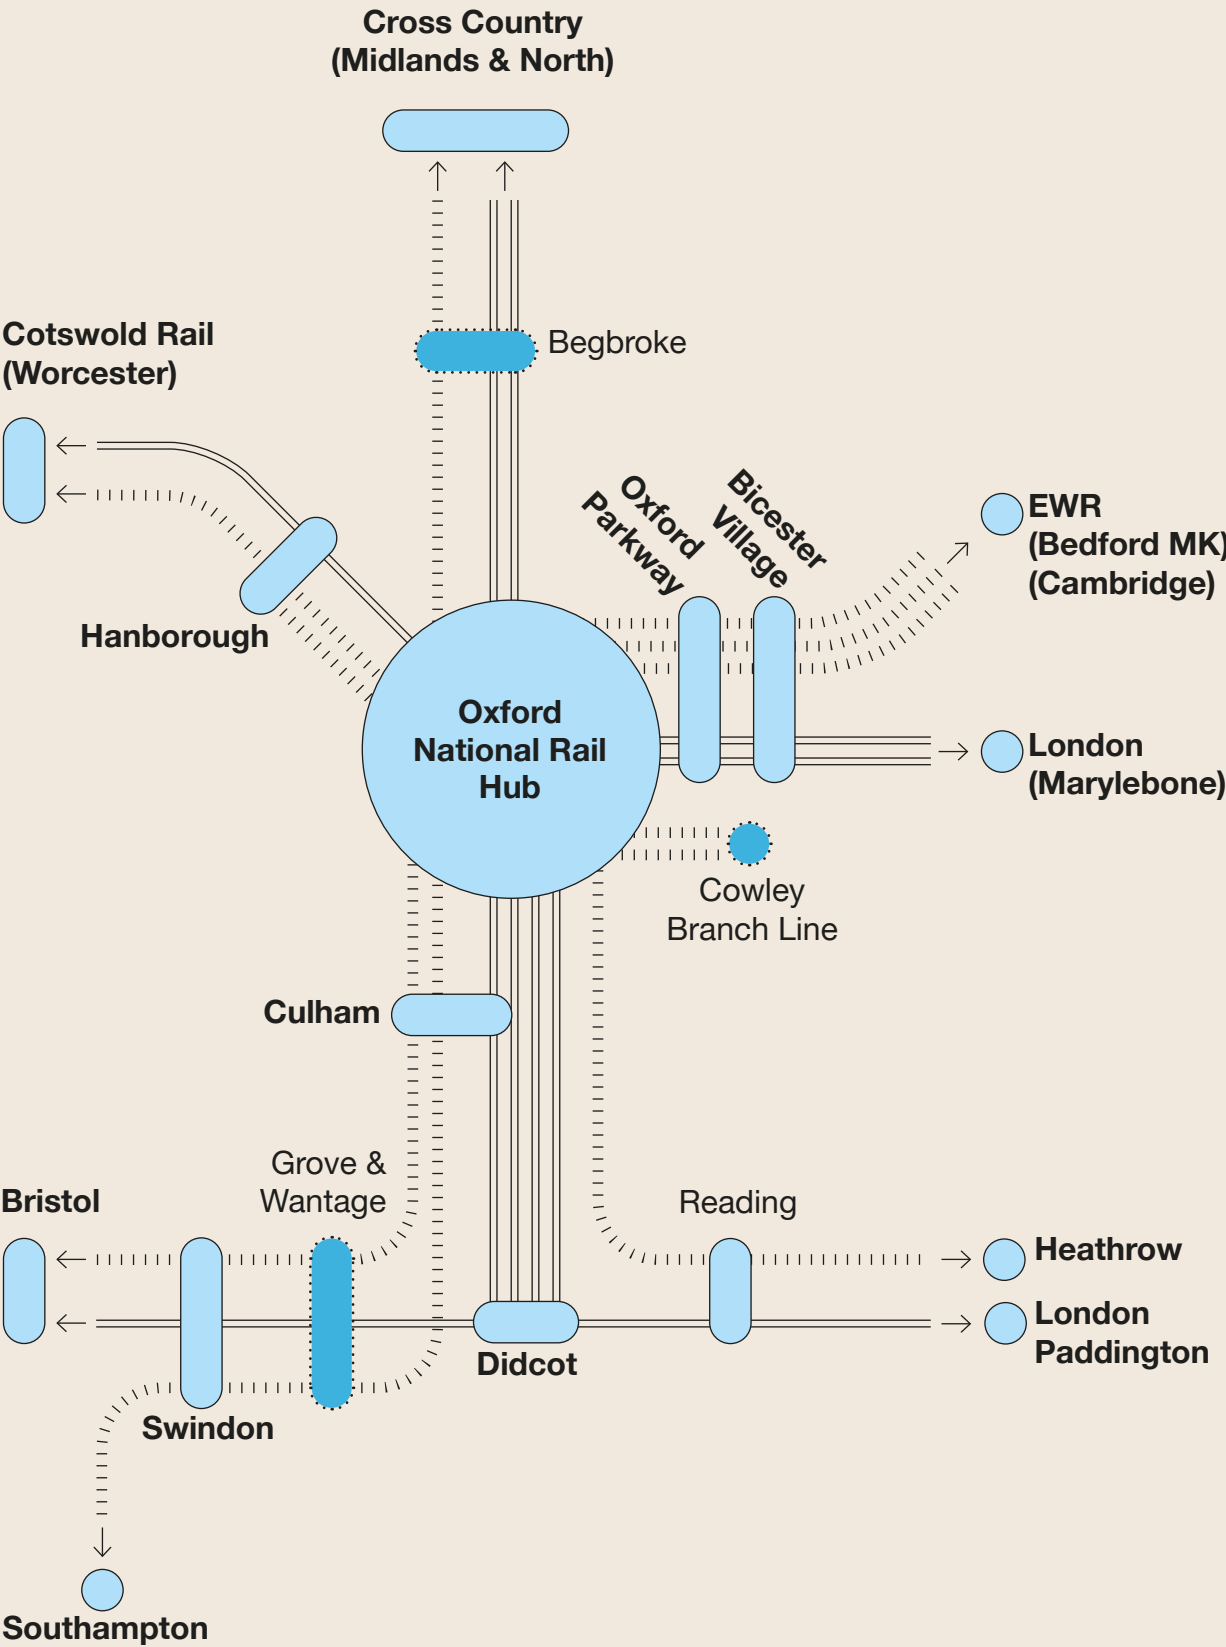 Cross Country
(Midlands & North)
Cotswold Rail
(Worcester)
Begbroke
Oxford
Parkway
Bicester
Village
EWR
(Bedford MK)
(Cambridge)
Hanborough
Oxford
National Rail
Hub
London
(Marylebone)
Cowley
Branch Line
Culham
Grove &
Wantage
Bristol
Reading
Heathrow
London
Paddington
Didcot
Swindon
Southampton